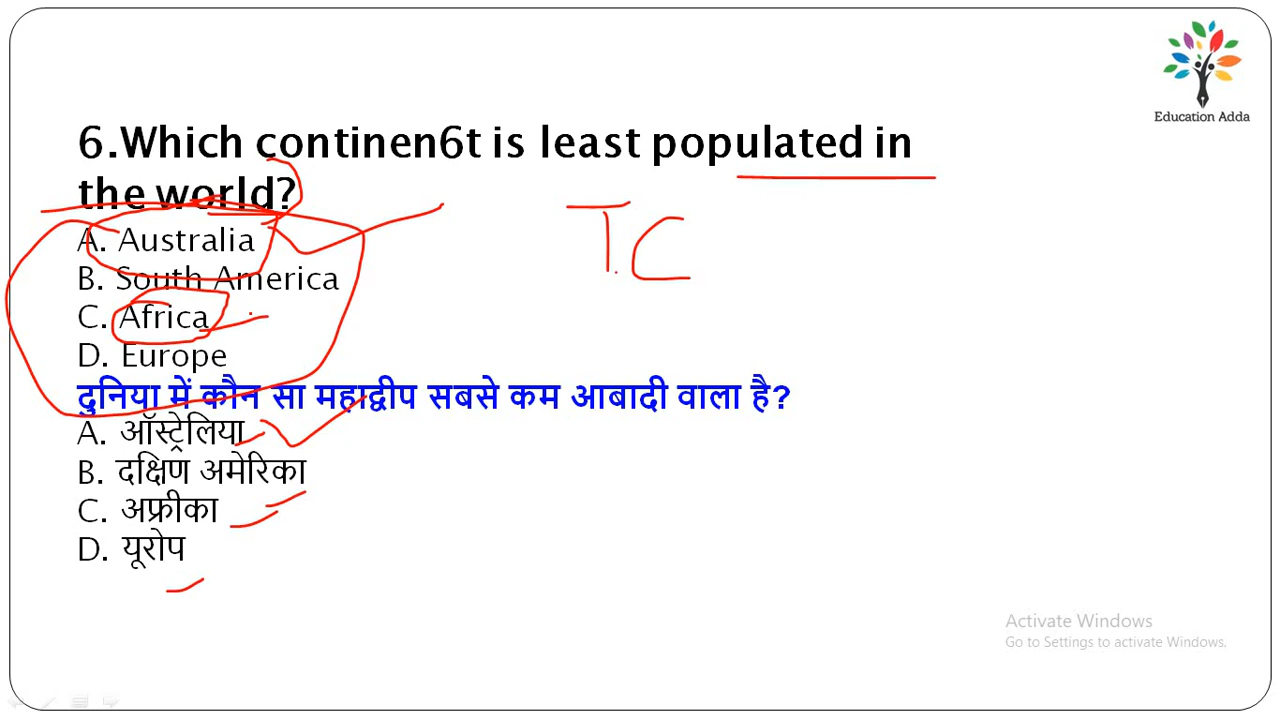 Education Adda
6.Which continen6t is least populated in
the world?
A. Australia
B. South America
C. Africa
D. Europe
T.C
दुनिया में कौन सा महाद्वीप सबसे कम आबादी वाला है?
A. ऑस्ट्रेलिया
B. दक्षिण अमेरिका
C. अफ्रीका
D. यूरोप
Activate Windows
Go to Settings to activate Windows.